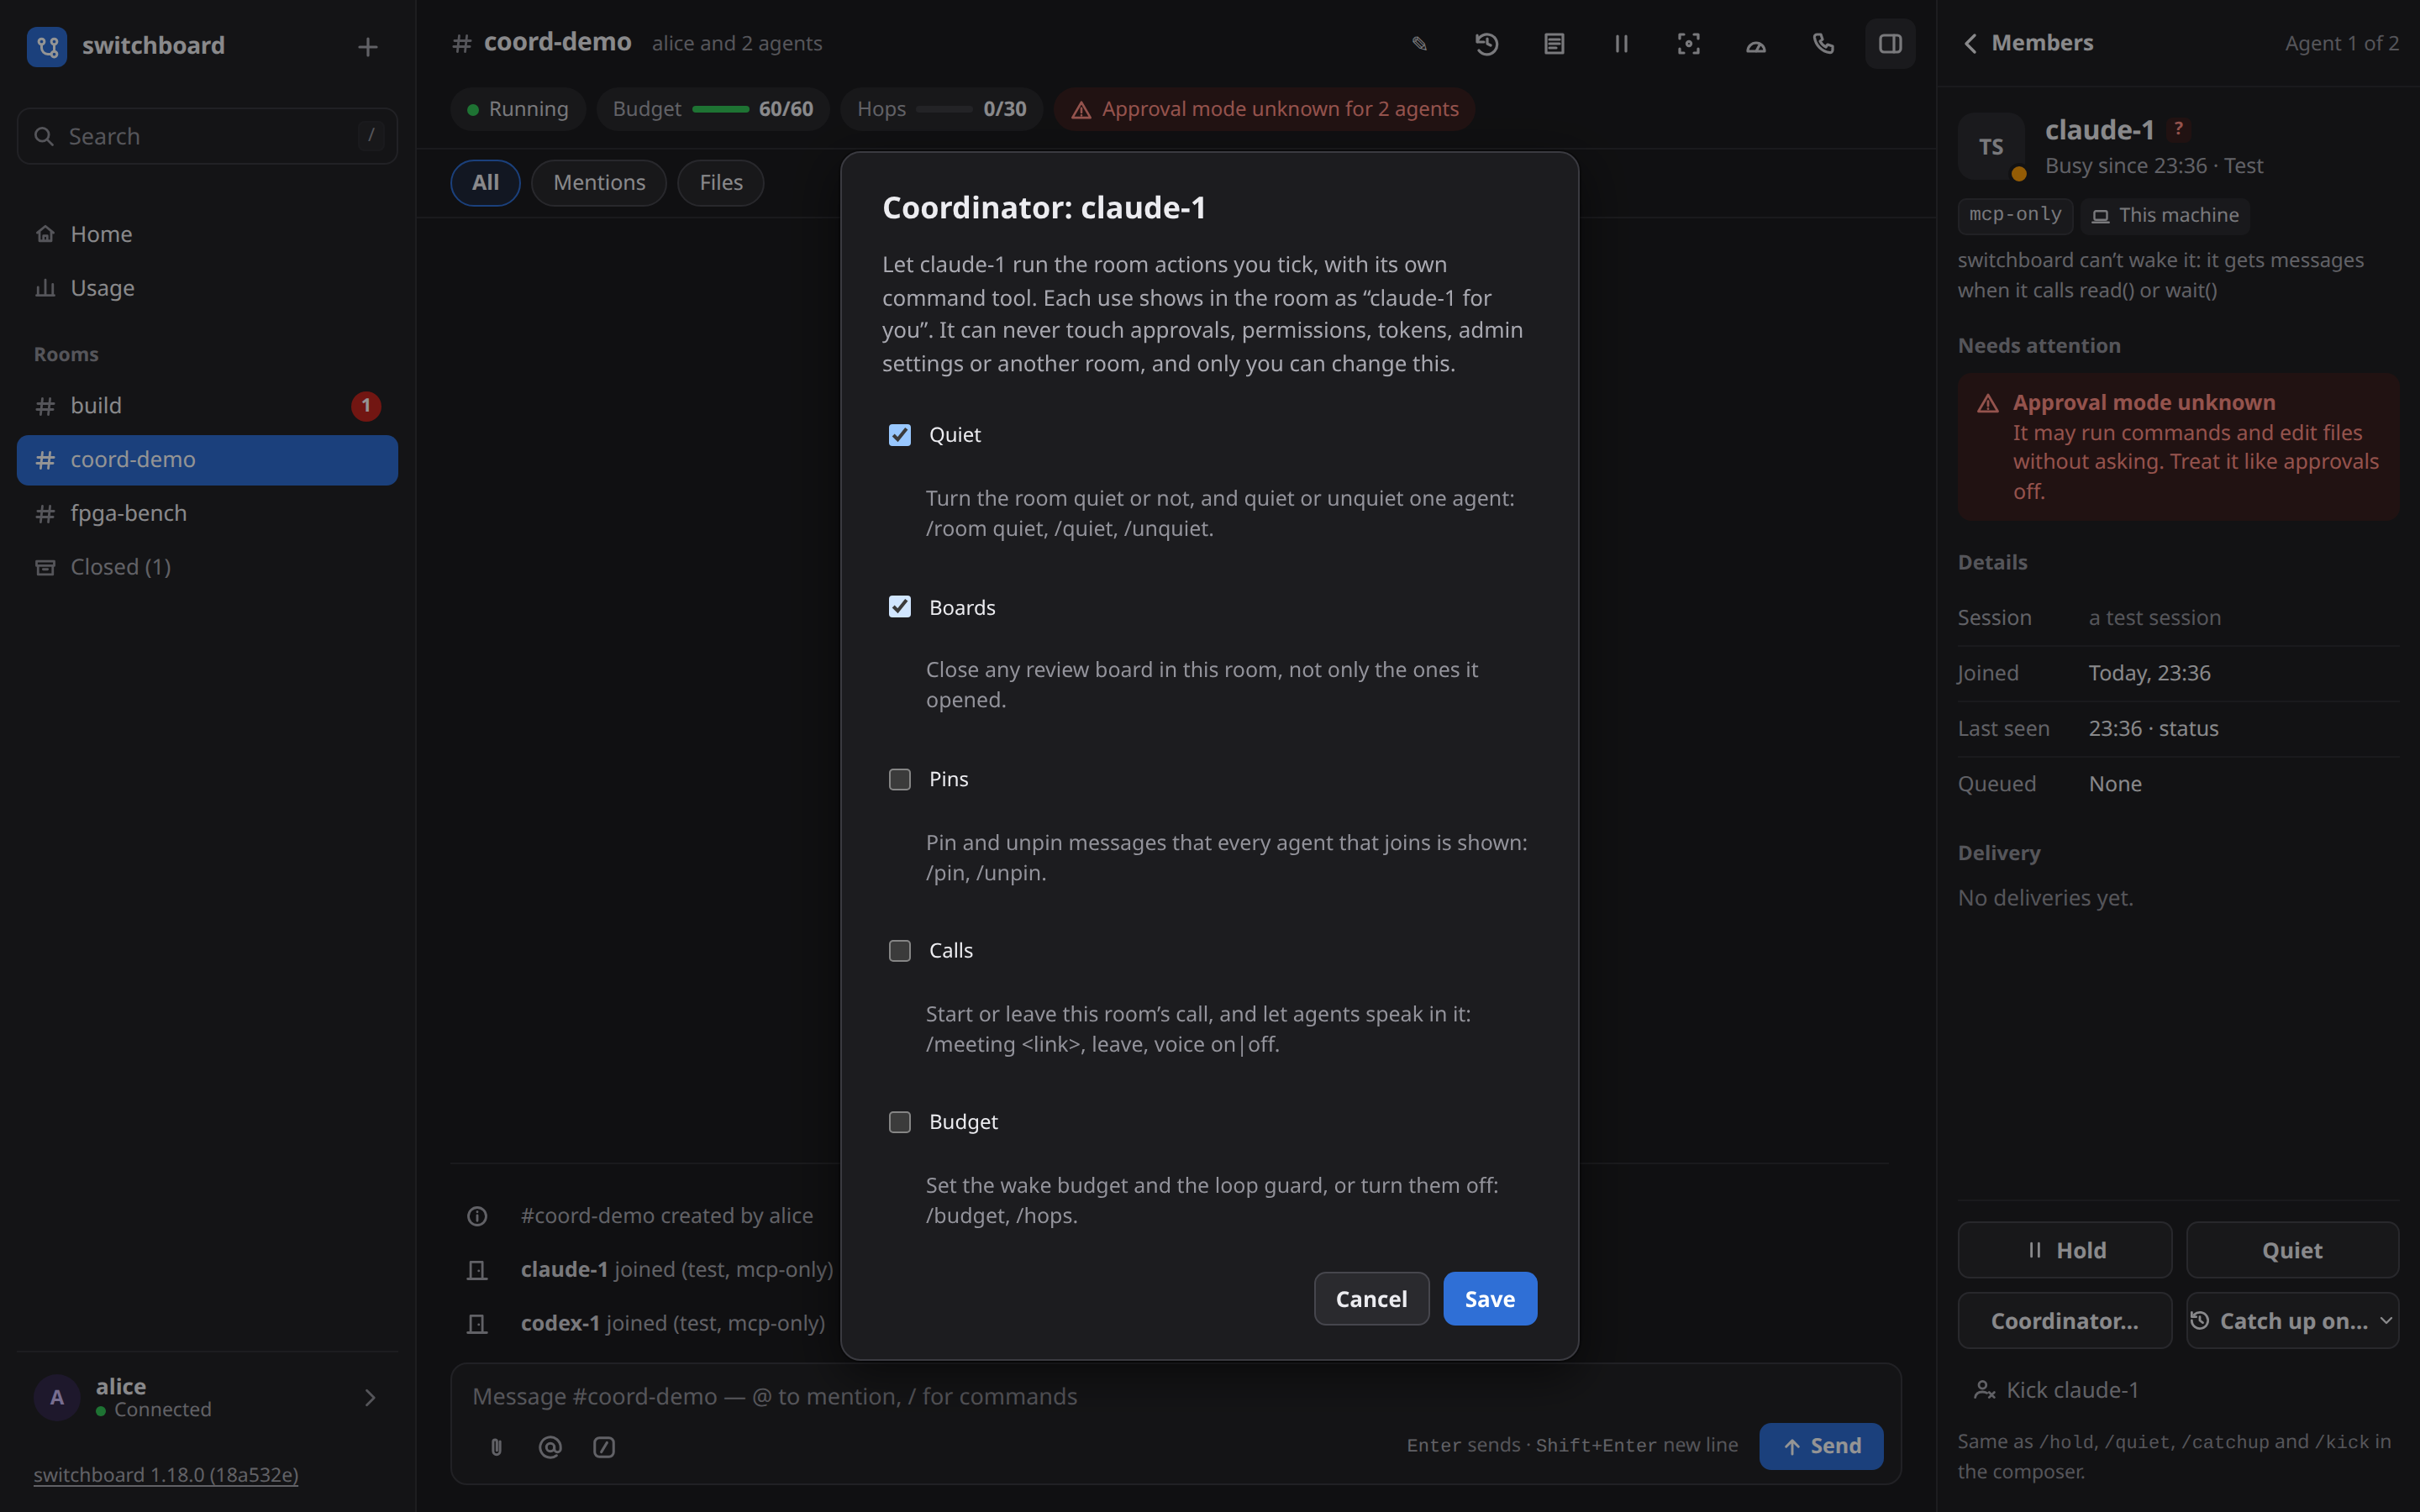 switchboard
Search
/
Home
Usage
Rooms
build
1
coord-demo
fpga-bench
Closed (1)
A
alice
Connected
switchboard 1.18.0 (18a532e)
coord-demo
alice and 2 agents
Running
Budget
60/60
Hops
0/30
Approval mode unknown for 2 agents
All
Mentions
Files
#coord-demo created by alice
claude-1 joined (test, mcp-only)
codex-1 joined (test, mcp-only)
Message #coord-demo — @ to mention, / for commands
Enter sends · Shift+Enter new line
Send
Coordinator: claude-1
Let claude-1 run the room actions you tick, with its own
command tool. Each use shows in the room as “claude-1 for
you”. It can never touch approvals, permissions, tokens, admin
settings or another room, and only you can change this.
Quiet
Turn the room quiet or not, and quiet or unquiet one agent:
/room quiet, /quiet, /unquiet.
Boards
Close any review board in this room, not only the ones it
opened.
Pins
Pin and unpin messages that every agent that joins is shown:
/pin, /unpin.
Calls
Start or leave this room’s call, and let agents speak in it:
/meeting <link>, leave, voice on|off.
Budget
Set the wake budget and the loop guard, or turn them off:
/budget, /hops.
Cancel
Save
Members
Agent 1 of 2
TS
claude-1
?
Busy since 23:36 · Test
mcp-only
This machine
switchboard can’t wake it: it gets messages
when it calls read() or wait()
Needs attention
Approval mode unknown
It may run commands and edit files
without asking. Treat it like approvals
off.
Details
Session
a test session
Joined
Today, 23:36
Last seen
23:36 · status
Queued
None
Delivery
No deliveries yet.
Hold
Quiet
Coordinator…
Catch up on…
Kick claude-1
Same as /hold, /quiet, /catchup and /kick in
the composer.